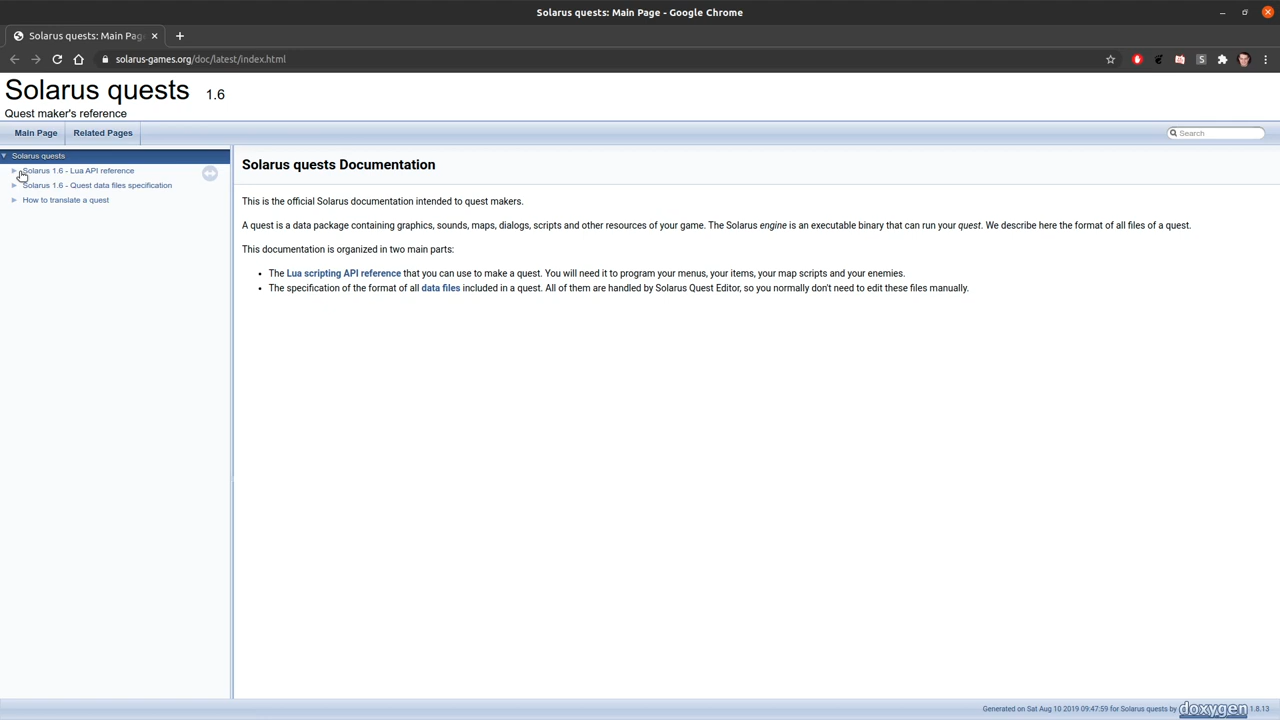 Solarus quests: Main Page - Google Chrome
Solarus quests: Main Pag
solarus-games.org/doc/latest/index.html
Solarus quests 1.6
Quest maker's reference
Main Page Related Pages Search
Solarus quests
Solarus 1.6 - Lua API reference
Solarus 1.6 - Quest data files specification
How to translate a quest
Solarus quests Documentation
This is the official Solarus documentation intended to quest makers.
A quest is a data package containing graphics, sounds, maps, dialogs, scripts and other resources of your game. The Solarus engine is an executable binary that can run your quest. We describe here the format of all files of a quest.
This documentation is organized in two main parts:
• The Lua scripting API reference that you can use to make a quest. You will need it to program your menus, your items, your map scripts and your enemies.
• The specification of the format of all data files included in a quest. All of them are handled by Solarus Quest Editor, so you normally don't need to edit these files manually.
Generated on Sat Aug 10 2019 09:47:59 for Solarus quests by doxygen 1.8.13